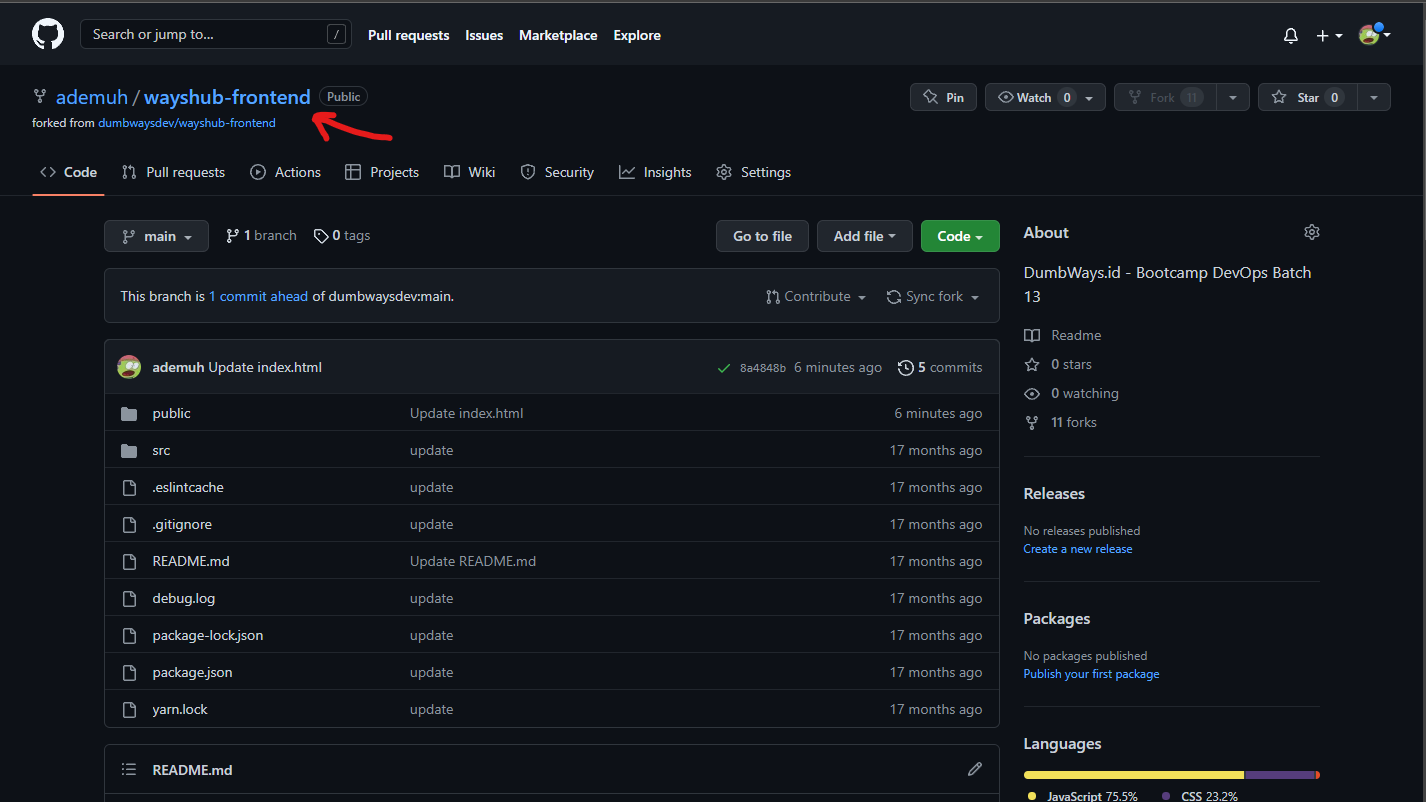 Search or jump to... /
Pull requests Issues Marketplace Explore
ademuh / wayshub-frontend Public
Pin Watch 0 Fork 11 Star 0
forked from dumbwaysdev/wayshub-frontend
Code Pull requests Actions Projects Wiki Security Insights Settings
main 1 branch 0 tags Go to file Add file Code
This branch is 1 commit ahead of dumbwaysdev:main. Contribute Sync fork
ademuh Update index.html 8a4848b 6 minutes ago 5 commits
public Update index.html 6 minutes ago
src update 17 months ago
.eslintcache update 17 months ago
.gitignore update 17 months ago
README.md Update README.md 17 months ago
debug.log update 17 months ago
package-lock.json update 17 months ago
package.json update 17 months ago
yarn.lock update 17 months ago
README.md
About
DumbWays.id - Bootcamp DevOps Batch
13
Readme
0 stars
0 watching
11 forks
Releases
No releases published
Create a new release
Packages
No packages published
Publish your first package
Languages
JavaScript 75.5% CSS 23.2%